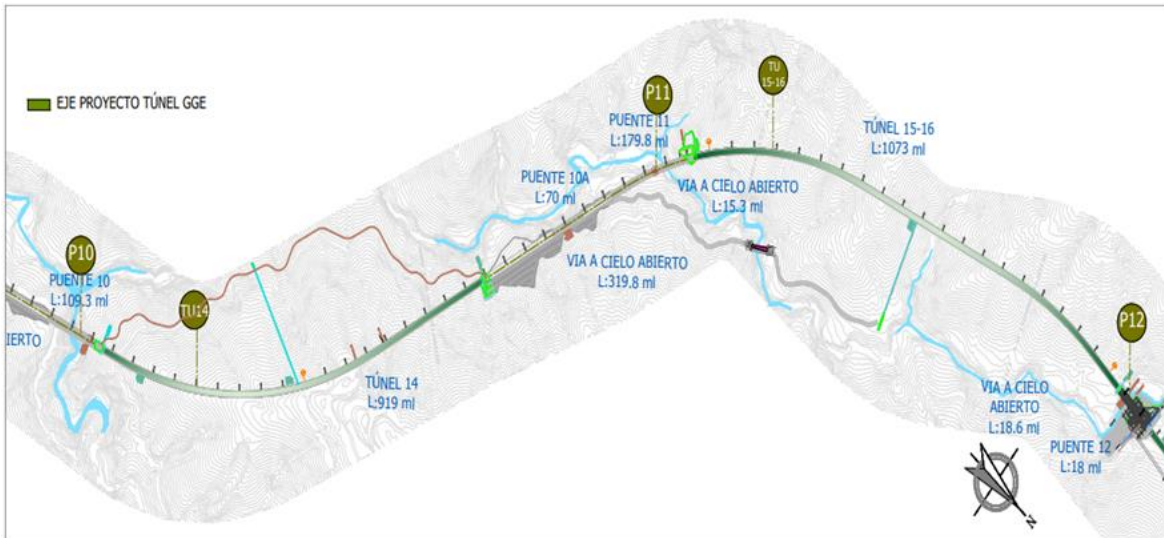 EJE PROYECTO TÚNEL GGE
P10
PUENTE 10
L:109.3 ml
IERTO
TU14
TÚNEL 14
L:919 ml
PUENTE 10A
L:70 ml
VIA A CIELO ABIERTO
L:319.8 ml
P11
PUENTE 11
L:179.8 ml
VIA A CIELO ABIERTO
L:15.3 ml
TU
15-16
TÚNEL 15-16
L:1073 ml
P12
VIA A CIELO
ABIERTO
L:18.6 ml
PUENTE 12
L:18 ml
N